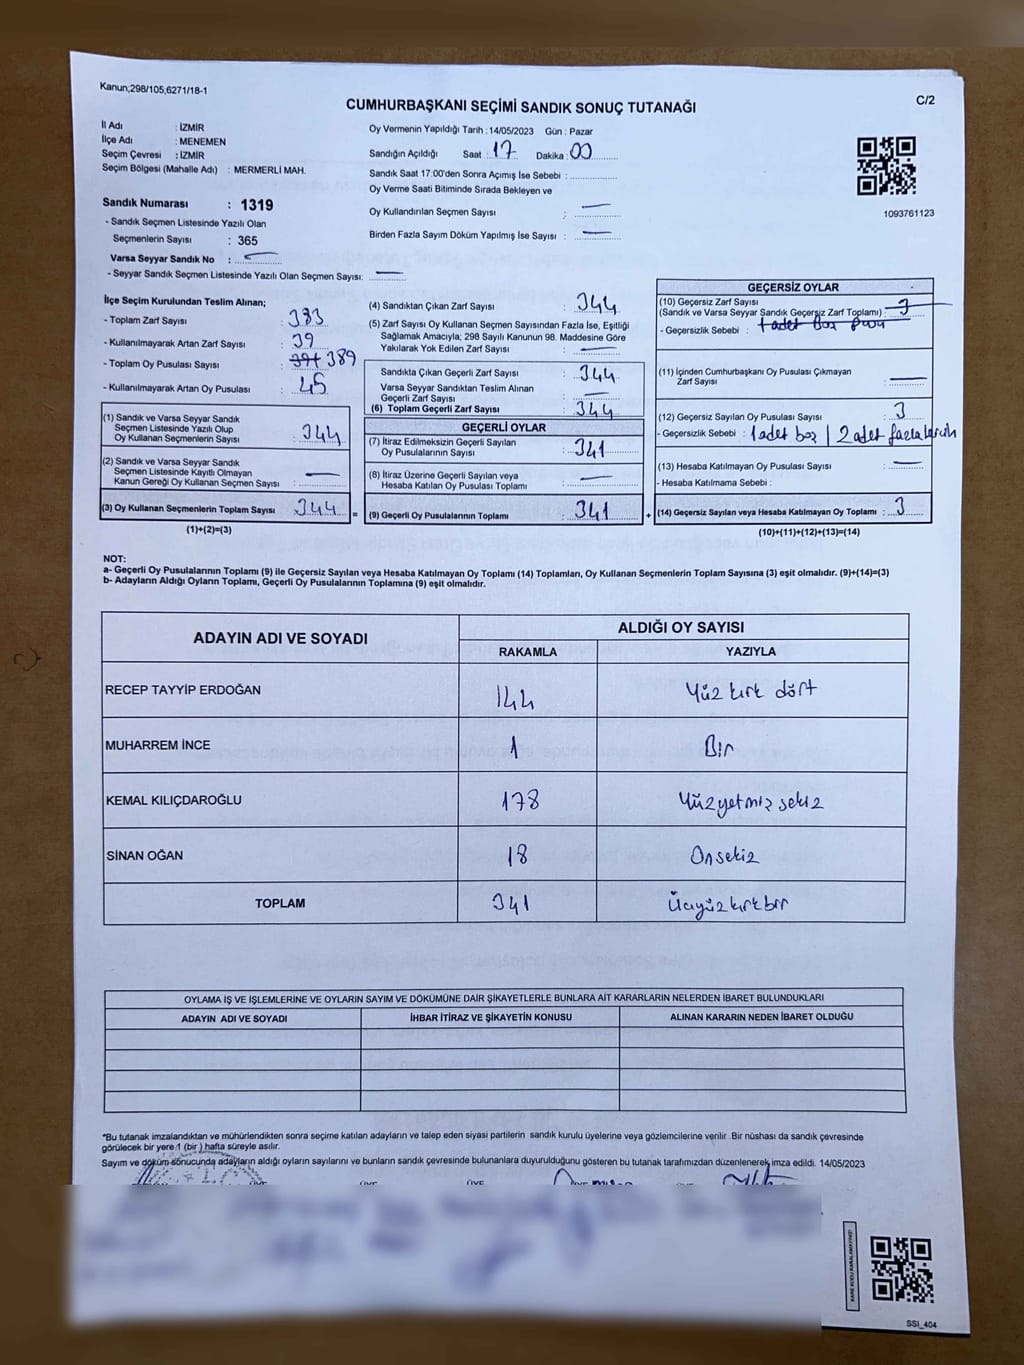 Kanun;298/105;6271/18-1
C/2
CUMHURBAŞKANI SEÇİMİ SANDIK SONUÇ TUTANAĞI
İl Adı : İZMİR
İlçe Adı : MENEMEN
Seçim Çevresi : İZMİR
Seçim Bölgesi (Mahalle Adı) : MERMERLİ MAH.
Sandık Numarası : 1319
- Sandık Seçmen Listesinde Yazılı Olan
Seçmenlerin Sayısı : 365
Varsa Seyyar Sandık No : —
- Seyyar Sandık Seçmen Listesinde Yazılı Olan Seçmen Sayısı: —
Oy Vermenin Yapıldığı Tarih : 14/05/2023 Gün : Pazar
Sandığın Açıldığı Saat : 17 Dakika : 00
Sandık Saat 17:00'den Sonra Açımış İse Sebebi :
Oy Verme Saati Bitiminde Sırada Bekleyen ve
Oy Kullandırılan Seçmen Sayısı : —
Birden Fazla Sayım Döküm Yapılmış İse Sayısı : —
1093761123
İlçe Seçim Kurulundan Teslim Alınan;
- Toplam Zarf Sayısı : 383
- Kullanılmayarak Artan Zarf Sayısı : 39
- Toplam Oy Pusulası Sayısı : 389
- Kullanılmayarak Artan Oy Pusulası : 45
(1) Sandık ve Varsa Seyyar Sandık
Seçmen Listesinde Yazılı Olup
Oy Kullanan Seçmenlerin Sayısı : 344
(2) Sandık ve Varsa Seyyar Sandık
Seçmen Listesinde Kayıtlı Olmayan
Kanun Gereği Oy Kullanan Seçmen Sayısı : —
(3) Oy Kullanan Seçmenlerin Toplam Sayısı : 344 =
(1)+(2)=(3)
(4) Sandıktan Çıkan Zarf Sayısı : 344
(5) Zarf Sayısı Oy Kullanan Seçmen Sayısından Fazla İse, Eşitliği
Sağlamak Amacıyla; 298 Sayılı Kanunun 98. Maddesine Göre
Yakılarak Yok Edilen Zarf Sayısı : —
Sandıkta Çıkan Geçerli Zarf Sayısı : 344
Varsa Seyyar Sandıktan Teslim Alınan
Geçerli Zarf Sayısı : —
(6) Toplam Geçerli Zarf Sayısı : 344
GEÇERLİ OYLAR
(7) İtiraz Edilmeksizin Geçerli Sayılan
Oy Pusulalarının Sayısı : 341
(8) İtiraz Üzerine Geçerli Sayılan veya
Hesaba Katılan Oy Pusulası Toplamı : —
(9) Geçerli Oy Pusulalarının Toplamı : 341 +
GEÇERSİZ OYLAR
(10) Geçersiz Zarf Sayısı
(Sandık ve Varsa Seyyar Sandık Geçersiz Zarf Toplamı) : 3
- Geçersizlik Sebebi : 1 adet boş
(11) İçinden Cumhurbaşkanı Oy Pusulası Çıkmayan
Zarf Sayısı : —
(12) Geçersiz Sayılan Oy Pusulası Sayısı : 3
- Geçersizlik Sebebi : 1 adet boş / 2 adet fazla
(13) Hesaba Katılmayan Oy Pusulası Sayısı : —
- Hesaba Katılmama Sebebi :
(14) Geçersiz Sayılan veya Hesaba Katılmayan Oy Toplamı : 3
(10)+(11)+(12)+(13)=(14)
NOT:
a- Geçerli Oy Pusulalarının Toplamı (9) ile Geçersiz Sayılan veya Hesaba Katılmayan Oy Toplamı (14) Toplamları, Oy Kullanan Seçmenlerin Toplam Sayısına (3) eşit olmalıdır. (9)+(14)=(3)
b- Adayların Aldığı Oyların Toplamı, Geçerli Oy Pusulalarının Toplamına (9) eşit olmalıdır.
ADAYIN ADI VE SOYADI ALDIĞI OY SAYISI
RAKAMLA YAZIYLA
RECEP TAYYİP ERDOĞAN 144 Yüz kırk dört
MUHARREM İNCE 1 Bir
KEMAL KILIÇDAROĞLU 178 Yüzyetmiş sekiz
SİNAN OĞAN 18 Onsekiz
TOPLAM 341 Üçyüzkırkbir
OYLAMA İŞ VE İŞLEMLERİNE VE OYLARIN SAYIM VE DÖKÜMÜNE DAİR ŞİKAYETLERLE BUNLARA AİT KARARLARIN NELERDEN İBARET BULUNDUKLARI
ADAYIN ADI VE SOYADI İHBAR İTİRAZ VE ŞİKAYETİN KONUSU ALINAN KARARIN NEDEN İBARET OLDUĞU
*Bu tutanak imzalandıktan ve mühürlendikten sonra seçime katılan adayların ve talep eden siyasi partilerin sandık kurulu üyelerine veya gözlemcilerine verilir .Bir nüshası da sandık çevresinde
görülecek bir yere 1 (bir ) hafta süreyle asılır.
Sayım ve döküm sonucunda adayların aldığı oyların sayılarını ve bunların sandık çevresinde bulunanlara duyurulduğunu gösteren bu tutanak tarafımızdan düzenlenerek imza edildi. 14/05/2023
KARE KODU KARALAMAYINIZ!
SSI_404